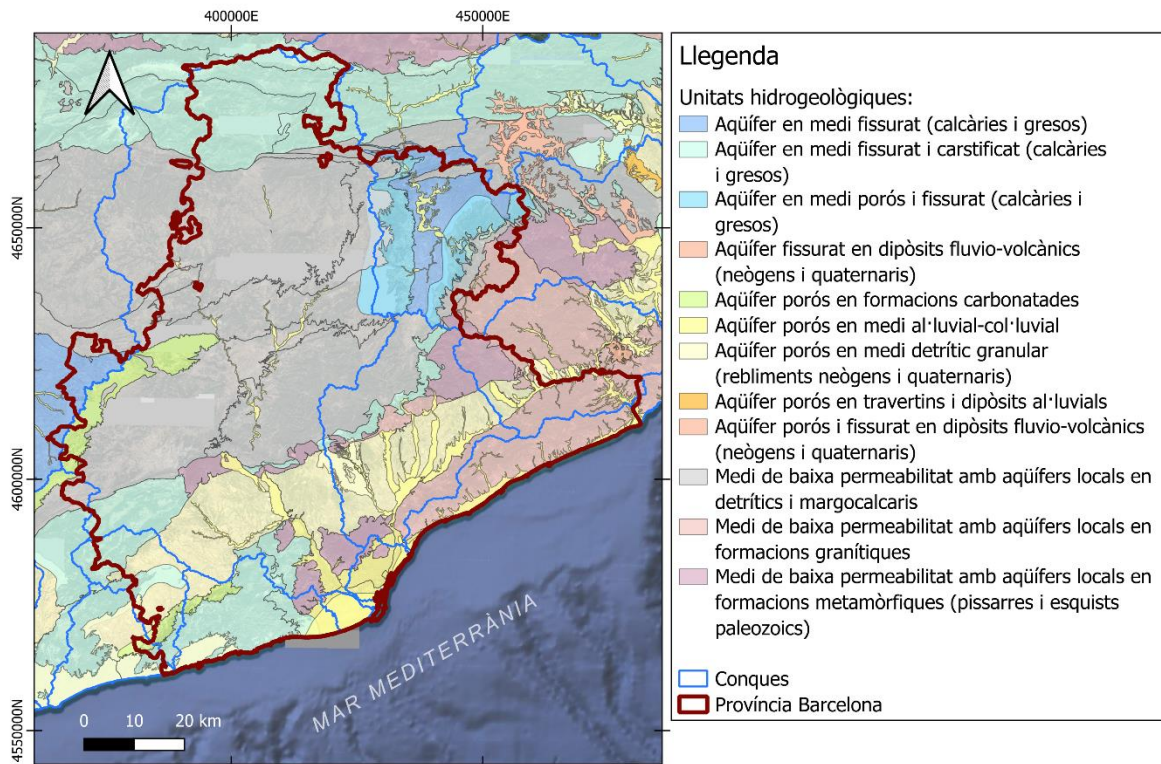 400000E
450000E
4650000N
4600000N
4550000N
0
10
20 km
MAR MEDITERRÀNIA
Llegenda
Unitats hidrogeològiques:
Aqüífer en medi fissurat (calcàries i gresos)
Aqüífer en medi fissurat i carstificat (calcàries
i gresos)
Aqüífer en medi porós i fissurat (calcàries i
gresos)
Aqüífer fissurat en dipòsits fluvio-volcànics
(neògens i quaternaris)
Aqüífer porós en formacions carbonatades
Aqüífer porós en medi al·luvial-col·luvial
Aqüífer porós en medi detrític granular
(rebliments neògens i quaternaris)
Aqüífer porós en travertins i dipòsits al·luvials
Aqüífer porós i fissurat en dipòsits fluvio-volcànics
(neògens i quaternaris)
Medi de baixa permeabilitat amb aqüífers locals en
detrítics i margocalcaris
Medi de baixa permeabilitat amb aqüífers locals en
formacions granítiques
Medi de baixa permeabilitat amb aqüífers locals en
formacions metamòrfiques (pissarres i esquists
paleozoics)
Conques
Província Barcelona